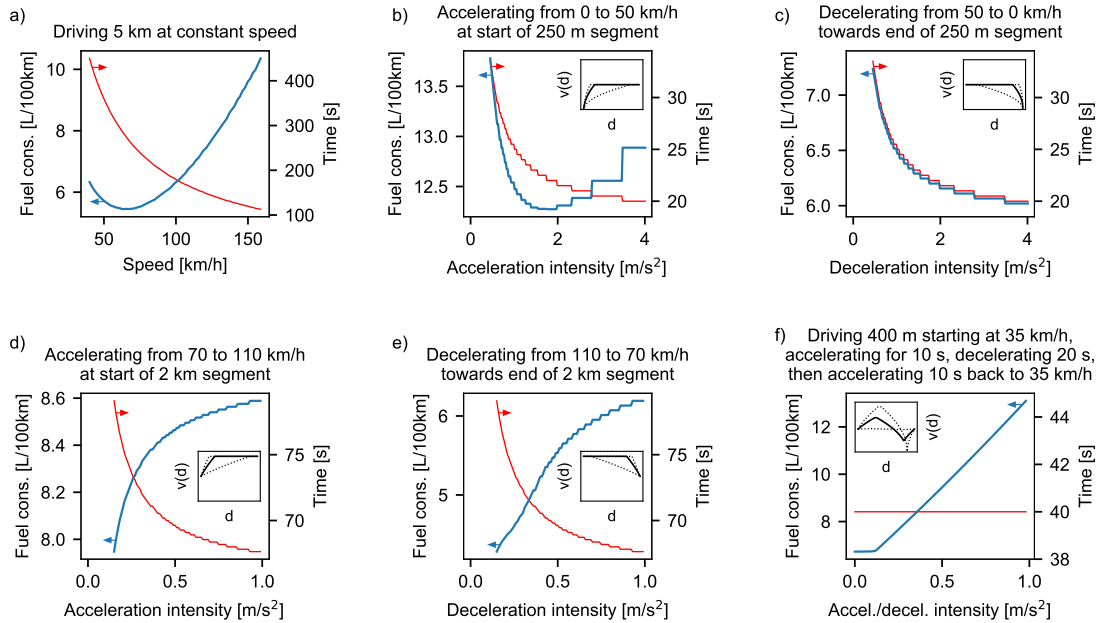 a)
Driving 5 km at constant speed
Fuel cons. [L/100km]
10
8
6
400
300
200
100
Time [s]
50
100
150
Speed [km/h]
b)
Accelerating from 0 to 50 km/h
at start of 250 m segment
Fuel cons. [L/100km]
13.5
13.0
12.5
v(d)
d
30
25
20
Time [s]
0
2
4
Acceleration intensity [m/s²]
c)
Decelerating from 50 to 0 km/h
towards end of 250 m segment
Fuel cons. [L/100km]
7.0
6.5
6.0
v(d)
d
30
25
20
Time [s]
0
2
4
Deceleration intensity [m/s²]
d)
Accelerating from 70 to 110 km/h
at start of 2 km segment
Fuel cons. [L/100km]
8.6
8.4
8.2
8.0
v(d)
d
75
70
Time [s]
0.0
0.5
1.0
Acceleration intensity [m/s²]
e)
Decelerating from 110 to 70 km/h
towards end of 2 km segment
Fuel cons. [L/100km]
6
5
v(d)
d
75
70
Time [s]
0.0
0.5
1.0
Deceleration intensity [m/s²]
f)
Driving 400 m starting at 35 km/h,
accelerating for 10 s, decelerating 20 s,
then accelerating 10 s back to 35 km/h
Fuel cons. [L/100km]
12
10
8
v(d)
d
44
42
40
38
Time [s]
0.0
0.5
1.0
Accel./decel. intensity [m/s²]